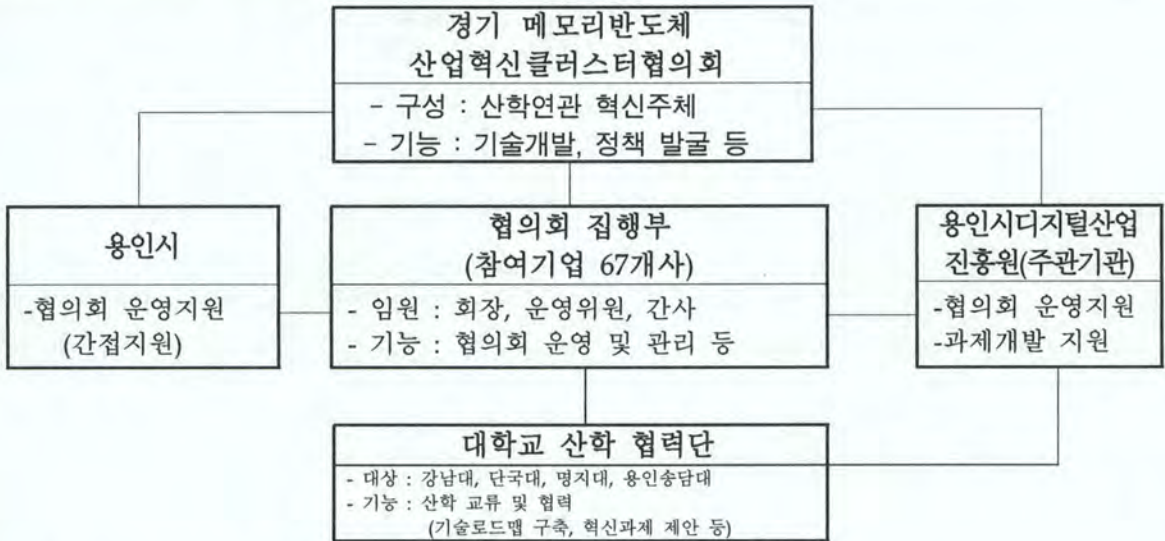 경기 메모리반도체
산업혁신클러스터협의회
- 구성 : 산학연관 혁신주체
- 기능 : 기술개발, 정책 발굴 등
용인시
-협의회 운영지원
(간접지원)
협의회 집행부
(참여기업 67개사)
- 임원 : 회장, 운영위원, 간사
- 기능 : 협의회 운영 및 관리 등
용인시디지털산업
진흥원(주관기관)
-협의회 운영지원
-과제개발 지원
대학교 산학 협력단
- 대상 : 강남대, 단국대, 명지대, 용인송담대
- 기능 : 산학 교류 및 협력
(기술로드맵 구축, 혁신과제 제안 등)